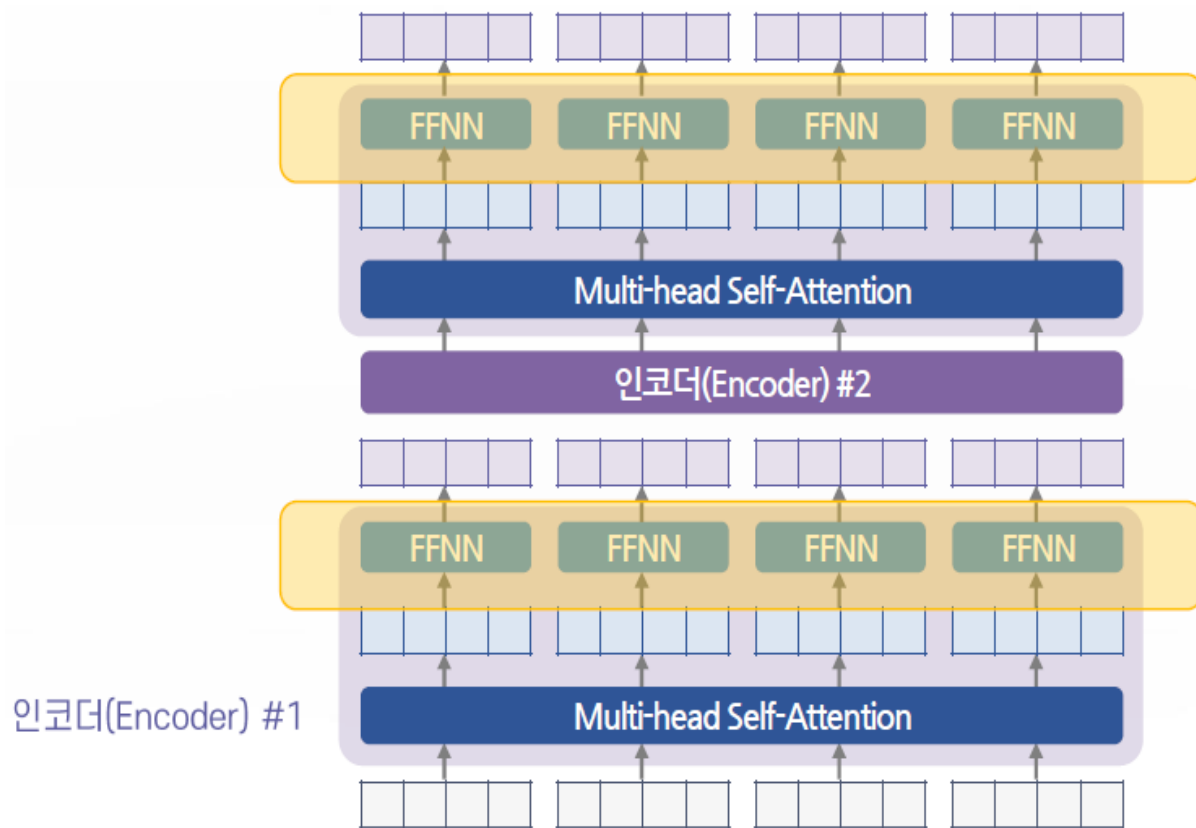 FFNN FFNN FFNN FFNN
Multi-head Self-Attention
인코더(Encoder) #2
FFNN FFNN FFNN FFNN
인코더(Encoder) #1
Multi-head Self-Attention